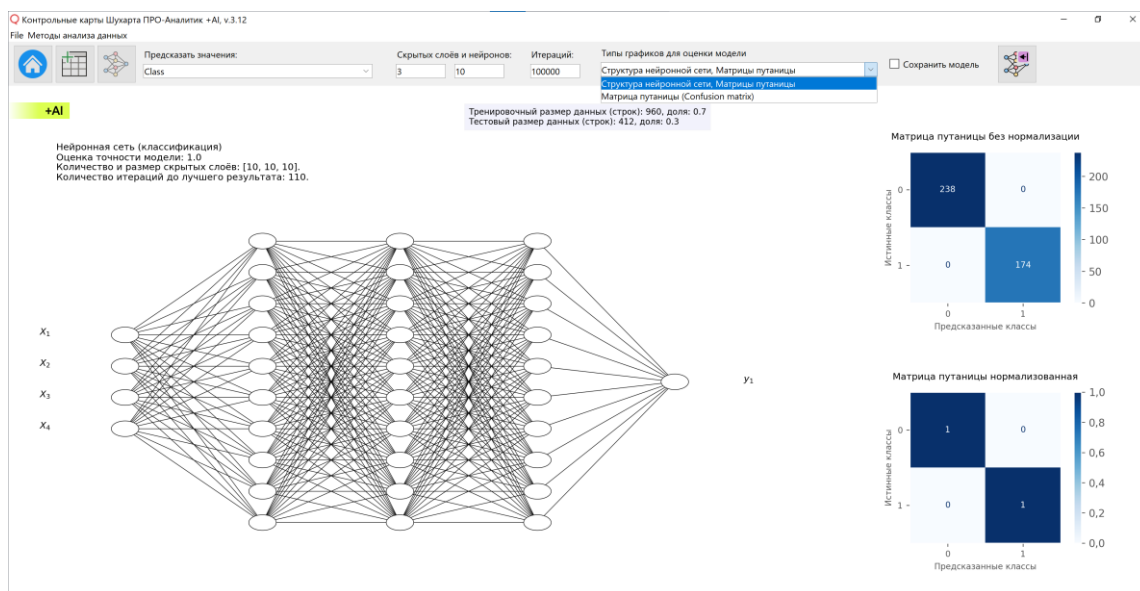 Контрольные карты Шухарта ПРО-Аналитик +AI, v.3.12
File Методы анализа данных
Предсказать значения:
Class
Скрытых слоёв и нейронов:
3
10
Итераций:
100000
Типы графиков для оценки модели
Структура нейронной сети, Матрицы путаницы
Структура нейронной сети, Матрицы путаницы
Матрица путаницы (Confusion matrix)
Сохранить модель
+AI
Тренировочный размер данных (строк): 960, доля: 0.7
Тестовый размер данных (строк): 412, доля: 0.3
Нейронная сеть (классификация)
Оценка точности модели: 1.0
Количество и размер скрытых слоёв: [10, 10, 10].
Количество итераций до лучшего результата: 110.
X₁
X₂
X₃
X₄
y₁
Матрица путаницы без нормализации
Истинные классы
0
238
0
1
0
174
0
1
Предсказанные классы
200
150
100
50
0
Матрица путаницы нормализованная
Истинные классы
0
1
0
1
0
1
0
1
Предсказанные классы
1,0
0,8
0,6
0,4
0,2
0,0